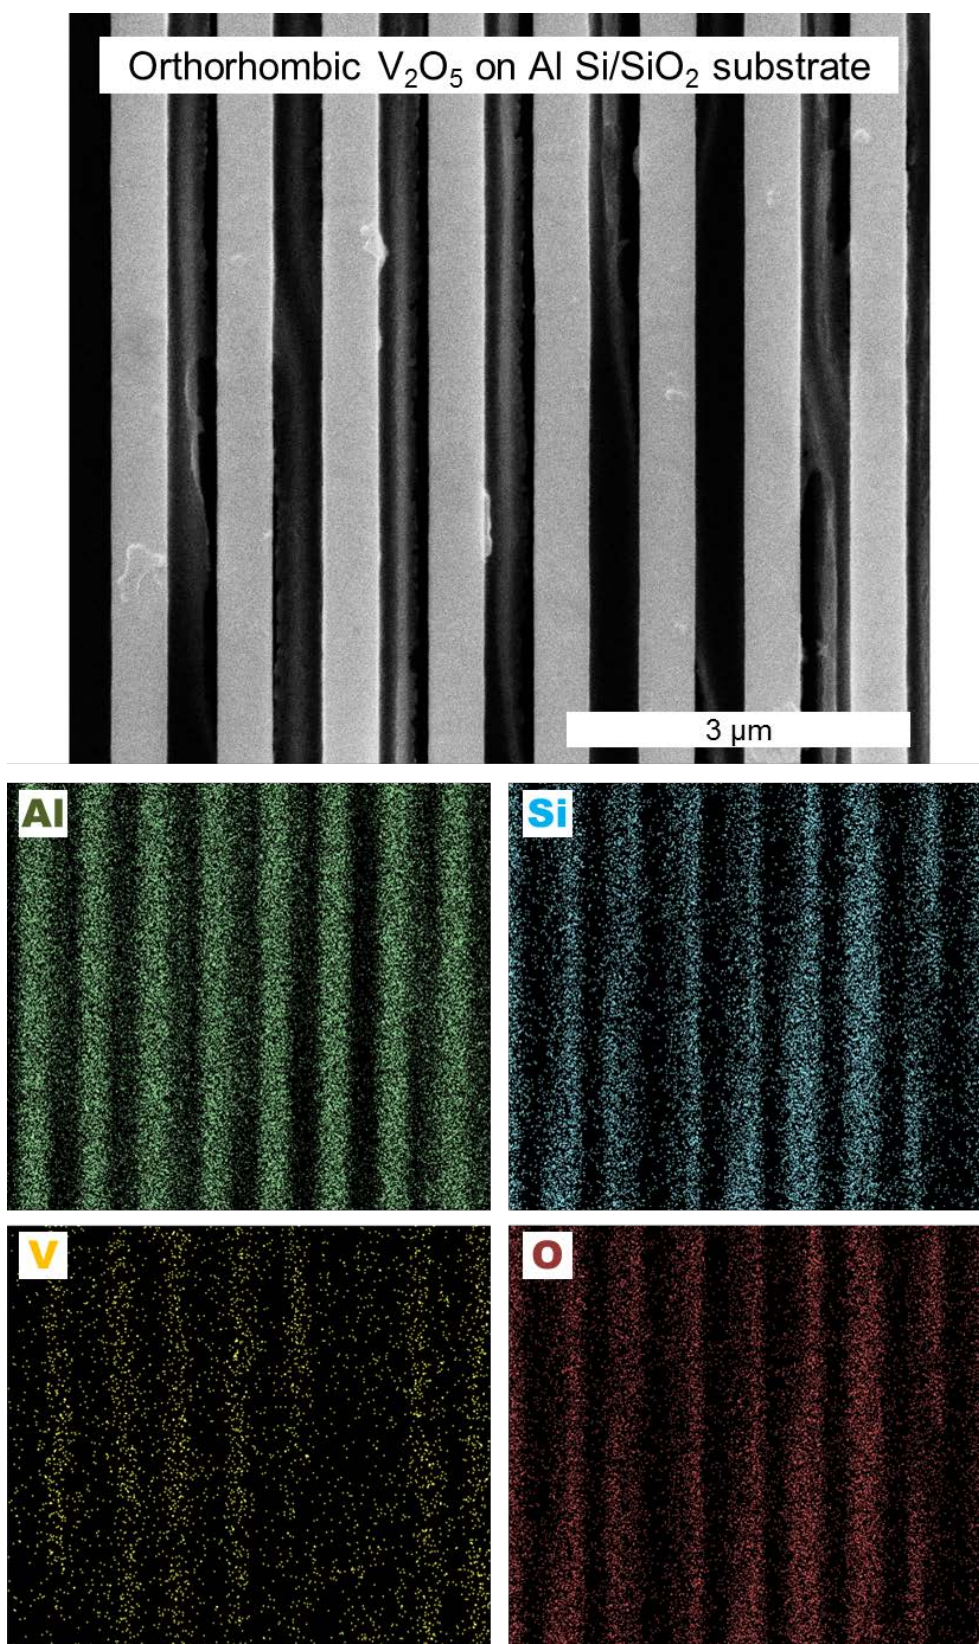 Orthorhombic V₂O₅ on Al Si/SiO₂ substrate
3 µm
Al
Si
V
O